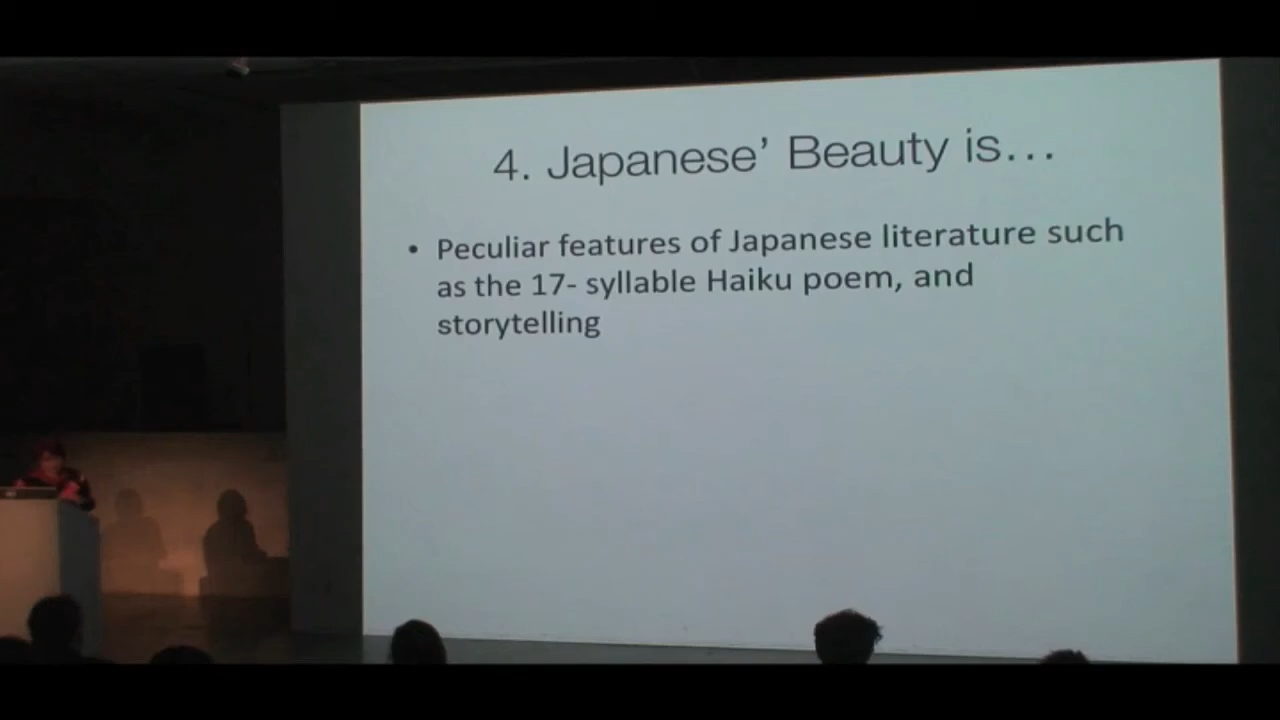 4. Japanese’ Beauty is…
• Peculiar features of Japanese literature such
as the 17- syllable Haiku poem, and
storytelling